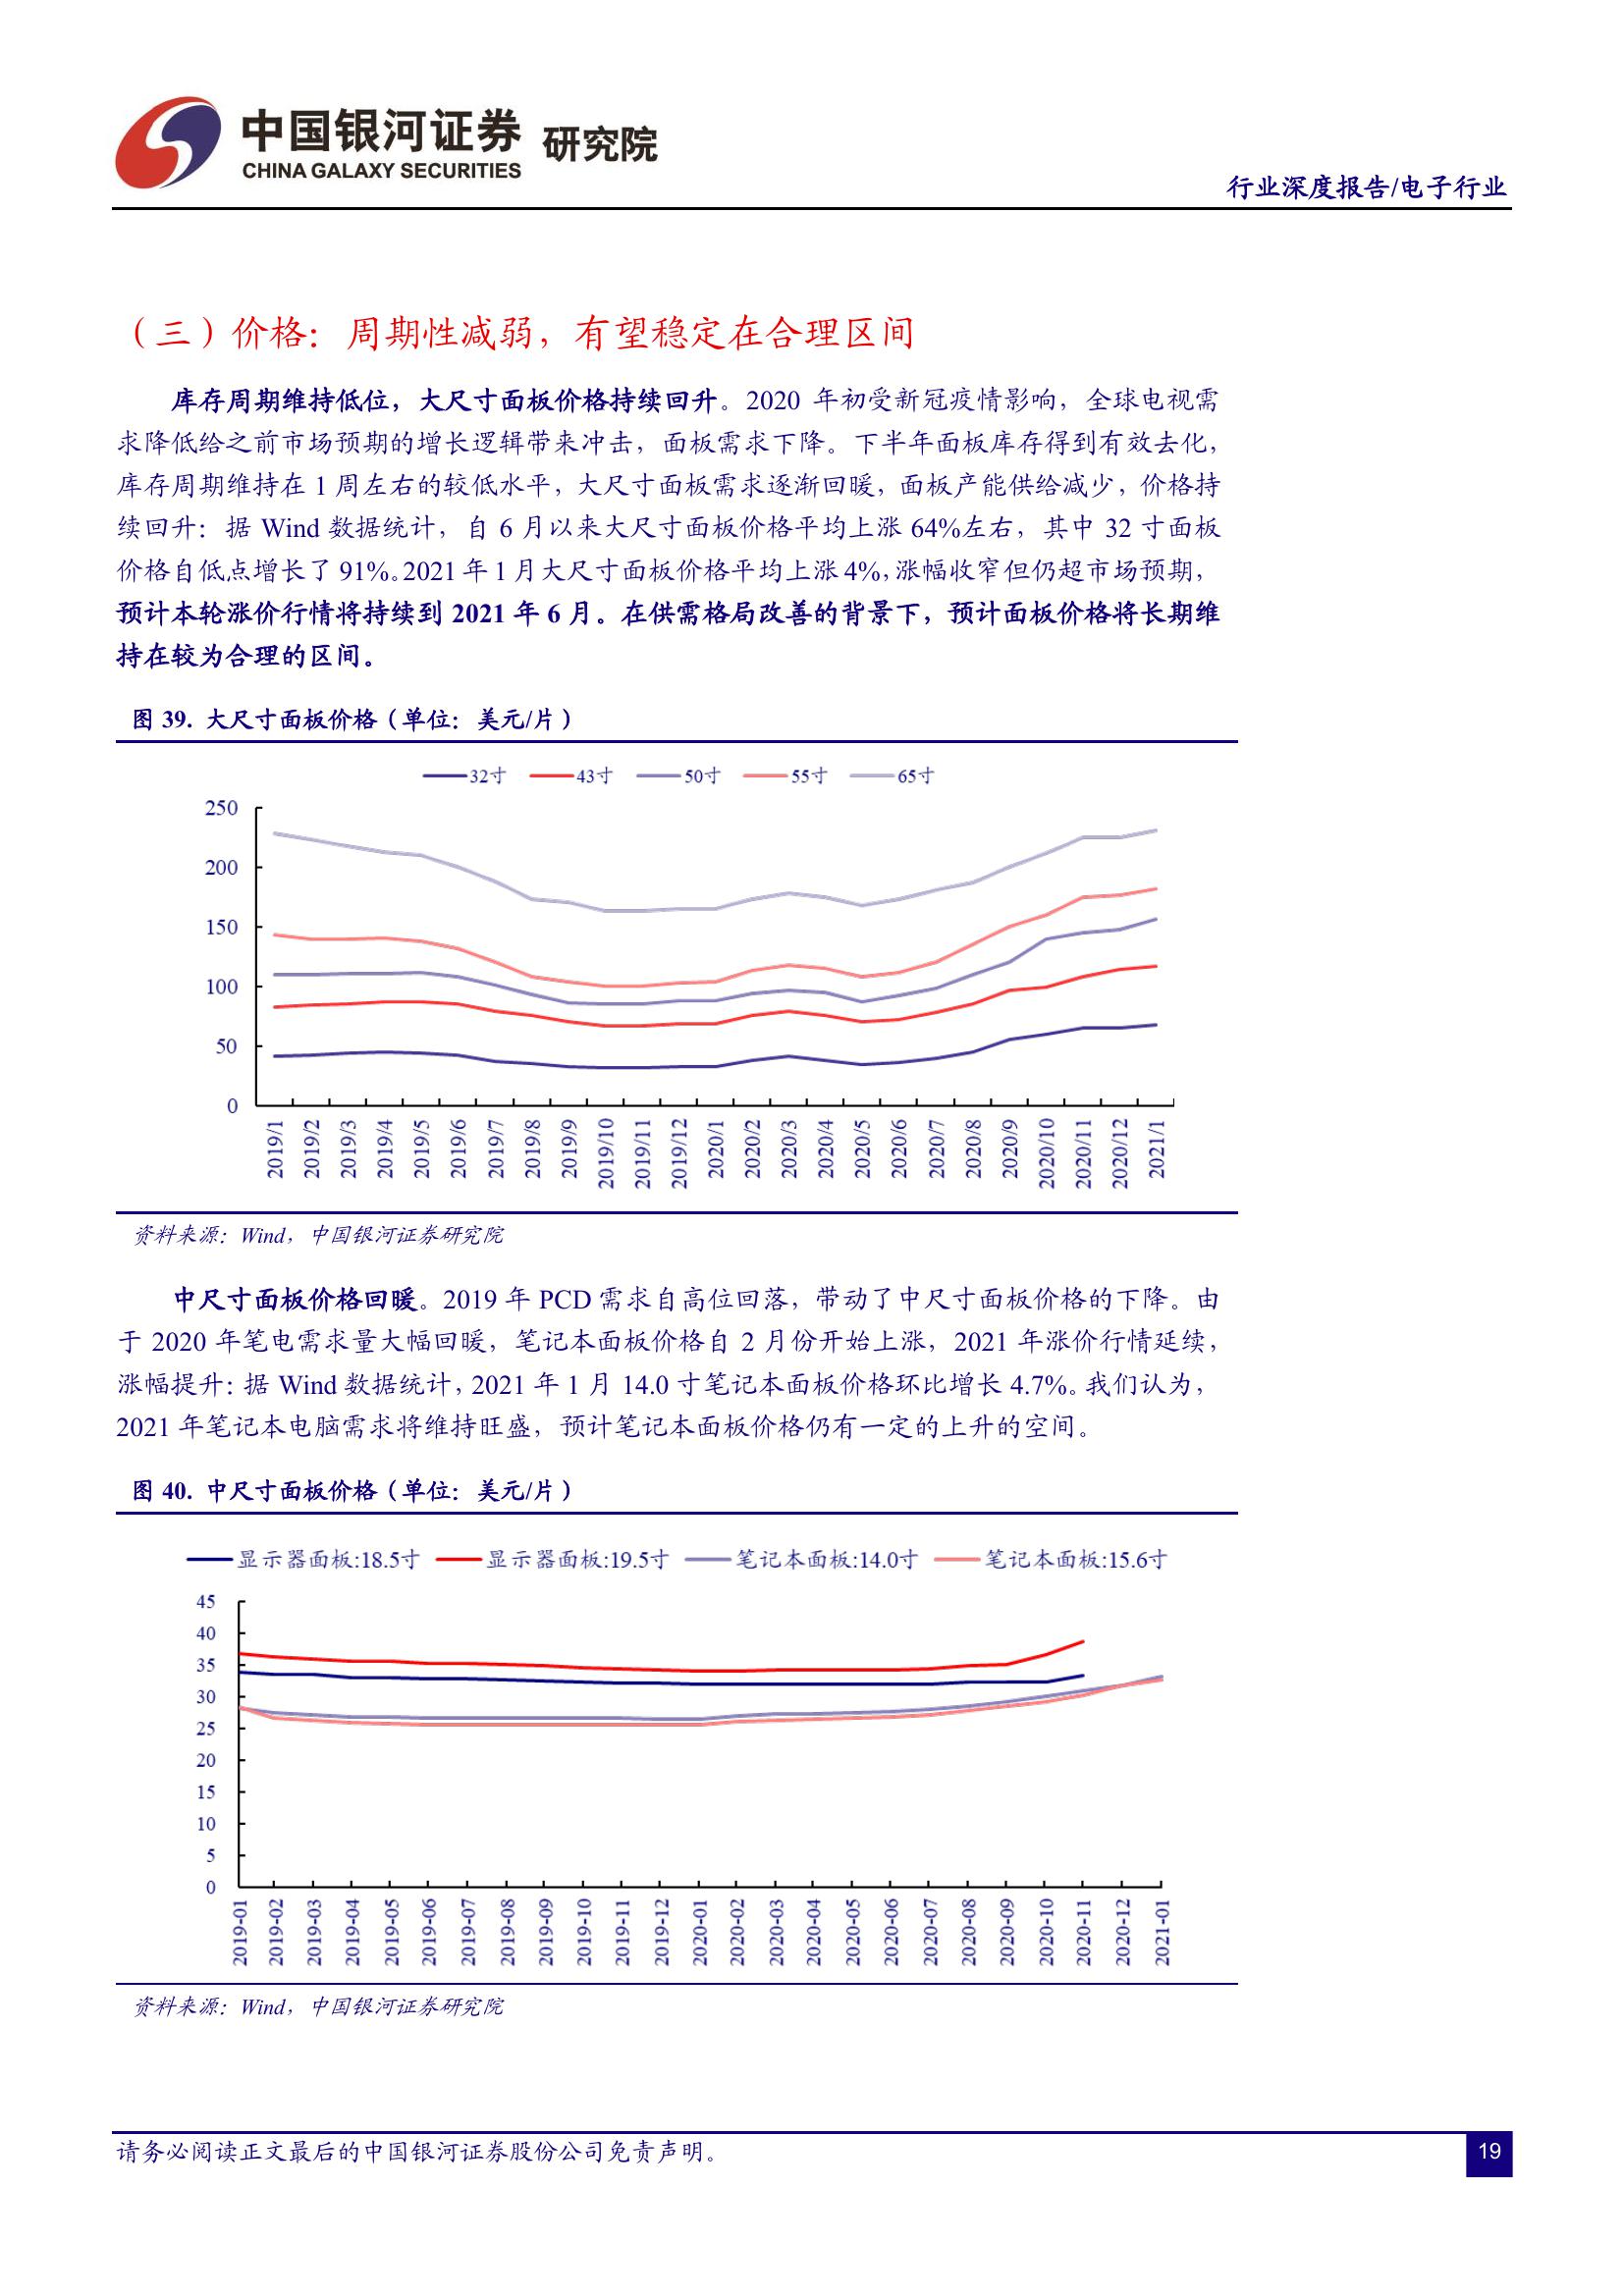 中国银河证券 研究院
CHINA GALAXY SECURITIES
行业深度报告/电子行业
（三）价格：周期性减弱，有望稳定在合理区间
库存周期维持低位，大尺寸面板价格持续回升。2020 年初受新冠疫情影响，全球电视需
求降低给之前市场预期的增长逻辑带来冲击，面板需求下降。下半年面板库存得到有效去化，
库存周期维持在 1 周左右的较低水平，大尺寸面板需求逐渐回暖，面板产能供给减少，价格持
续回升：据 Wind 数据统计，自 6 月以来大尺寸面板价格平均上涨 64%左右，其中 32 寸面板
价格自低点增长了 91%。2021 年 1 月大尺寸面板价格平均上涨 4%，涨幅收窄但仍超市场预期，
预计本轮涨价行情将持续到 2021 年 6 月。在供需格局改善的背景下，预计面板价格将长期维
持在较为合理的区间。
图 39. 大尺寸面板价格（单位：美元/片）
32寸 43寸 50寸 55寸 65寸
250
200
150
100
50
0
2019/1 2019/2 2019/3 2019/4 2019/5 2019/6 2019/7 2019/8 2019/9 2019/10 2019/11 2019/12 2020/1 2020/2 2020/3 2020/4 2020/5 2020/6 2020/7 2020/8 2020/9 2020/10 2020/11 2020/12 2021/1
资料来源：Wind，中国银河证券研究院
中尺寸面板价格回暖。2019 年 PCD 需求自高位回落，带动了中尺寸面板价格的下降。由
于 2020 年笔电需求量大幅回暖，笔记本面板价格自 2 月份开始上涨，2021 年涨价行情延续，
涨幅提升：据 Wind 数据统计，2021 年 1 月 14.0 寸笔记本面板价格环比增长 4.7%。我们认为，
2021 年笔记本电脑需求将维持旺盛，预计笔记本面板价格仍有一定的上升的空间。
图 40. 中尺寸面板价格（单位：美元/片）
显示器面板:18.5寸 显示器面板:19.5寸 笔记本面板:14.0寸 笔记本面板:15.6寸
45
40
35
30
25
20
15
10
5
0
2019-01 2019-02 2019-03 2019-04 2019-05 2019-06 2019-07 2019-08 2019-09 2019-10 2019-11 2019-12 2020-01 2020-02 2020-03 2020-04 2020-05 2020-06 2020-07 2020-08 2020-09 2020-10 2020-11 2020-12 2021-01
资料来源：Wind，中国银河证券研究院
请务必阅读正文最后的中国银河证券股份公司免责声明。
19